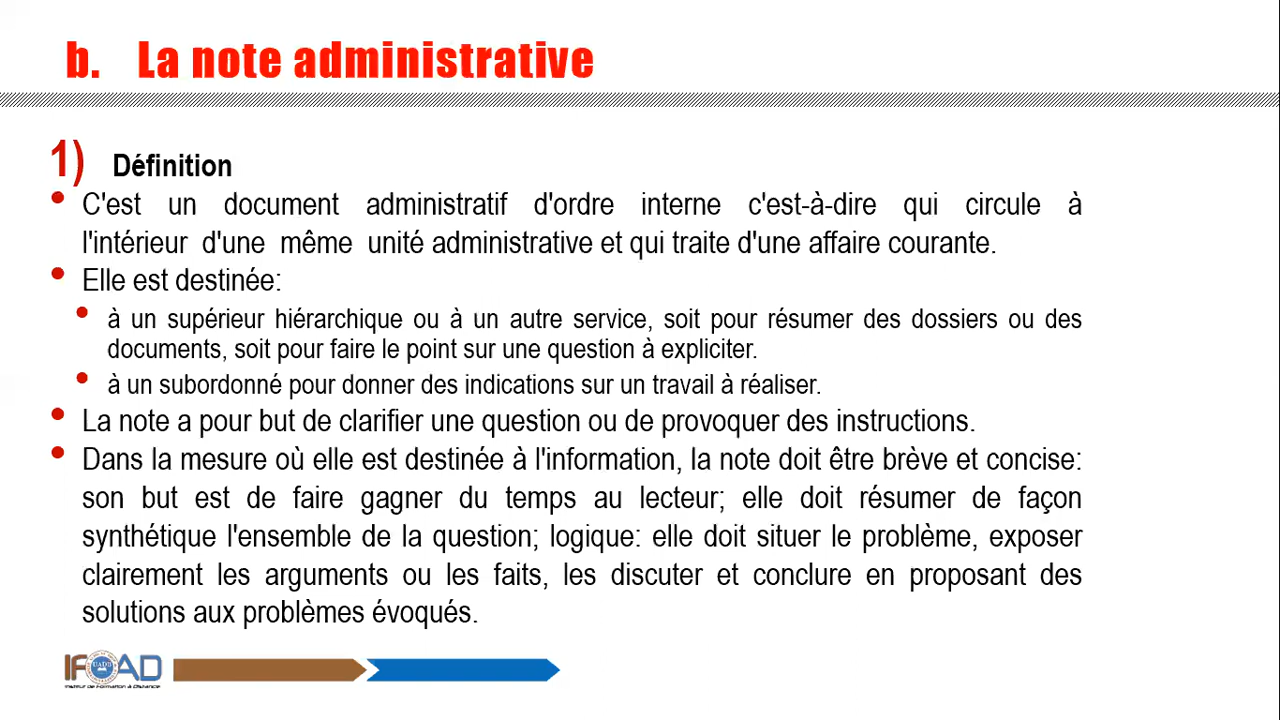 b. La note administrative
1) Définition
• C'est un document administratif d'ordre interne c'est-à-dire qui circule à
l'intérieur d'une même unité administrative et qui traite d'une affaire courante.
• Elle est destinée:
• à un supérieur hiérarchique ou à un autre service, soit pour résumer des dossiers ou des
documents, soit pour faire le point sur une question à expliciter.
• à un subordonné pour donner des indications sur un travail à réaliser.
• La note a pour but de clarifier une question ou de provoquer des instructions.
• Dans la mesure où elle est destinée à l'information, la note doit être brève et concise:
son but est de faire gagner du temps au lecteur; elle doit résumer de façon
synthétique l'ensemble de la question; logique: elle doit situer le problème, exposer
clairement les arguments ou les faits, les discuter et conclure en proposant des
solutions aux problèmes évoqués.
IFOAD
Institut de Formation à Distance